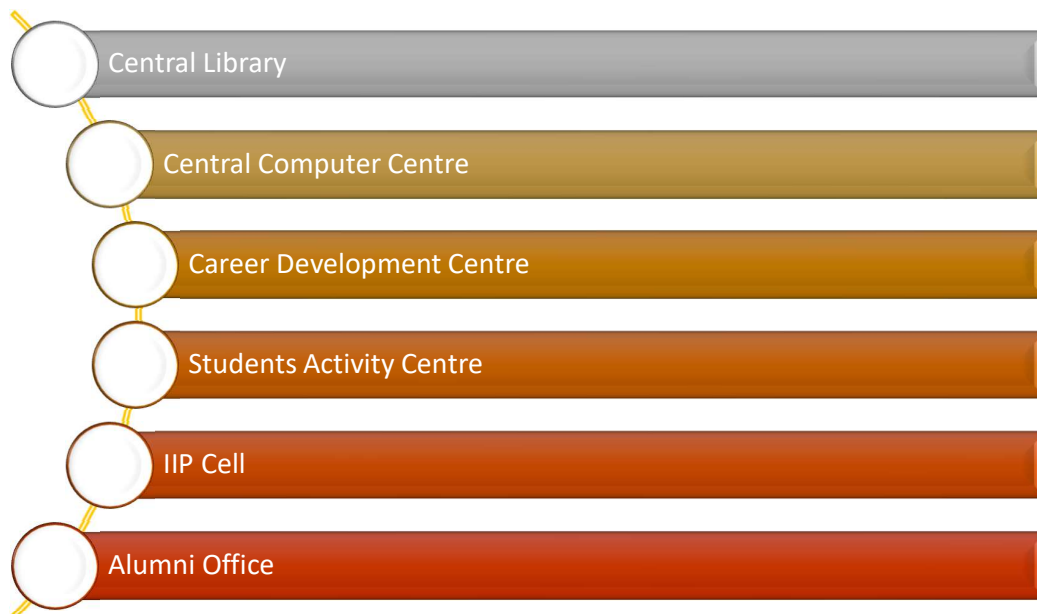 Central Library
Central Computer Centre
Career Development Centre
Students Activity Centre
IIP Cell
Alumni Office